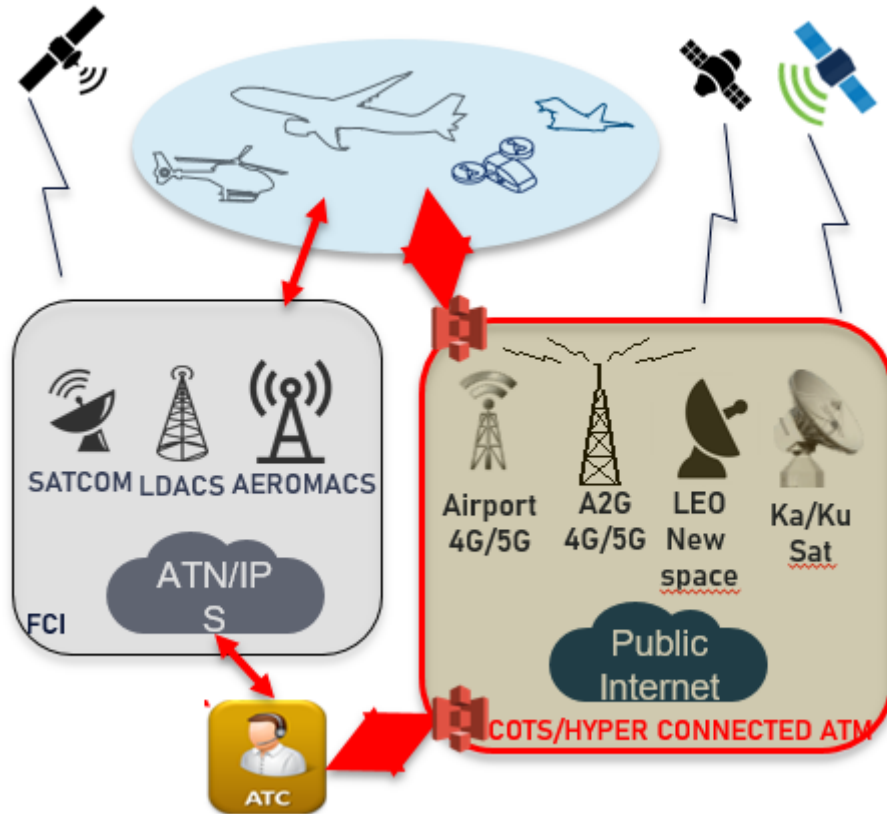 SATCOM
LDACS
AEROMACS
ATN/IP
S
FCI
Airport
4G/5G
A2G
4G/5G
LEO
New
space
Ka/Ku
Sat
Public
Internet
COTS/HYPER CONNECTED ATM
ATC